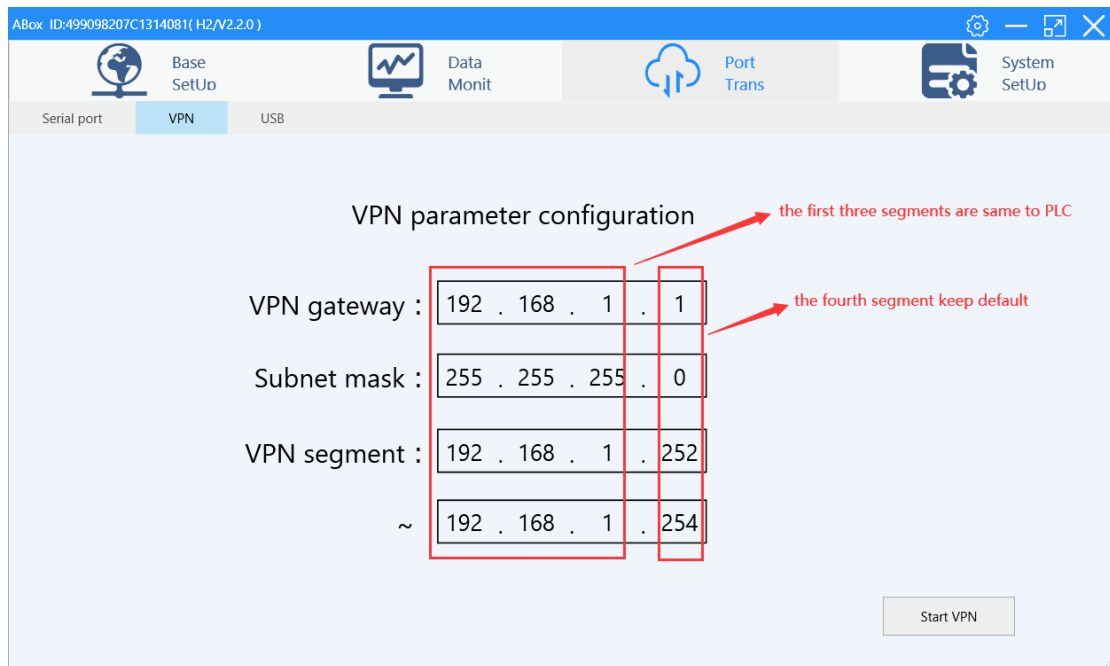 ABox ID:499098207C1314081( H2/V2.2.0 )
Base
SetUp
Data
Monit
Port
Trans
System
SetUp
Serial port VPN USB
VPN parameter configuration
the first three segments are same to PLC
VPN gateway : 192 . 168 . 1 . 1
the fourth segment keep default
Subnet mask : 255 . 255 . 255 . 0
VPN segment : 192 . 168 . 1 . 252
~ 192 . 168 . 1 . 254
Start VPN